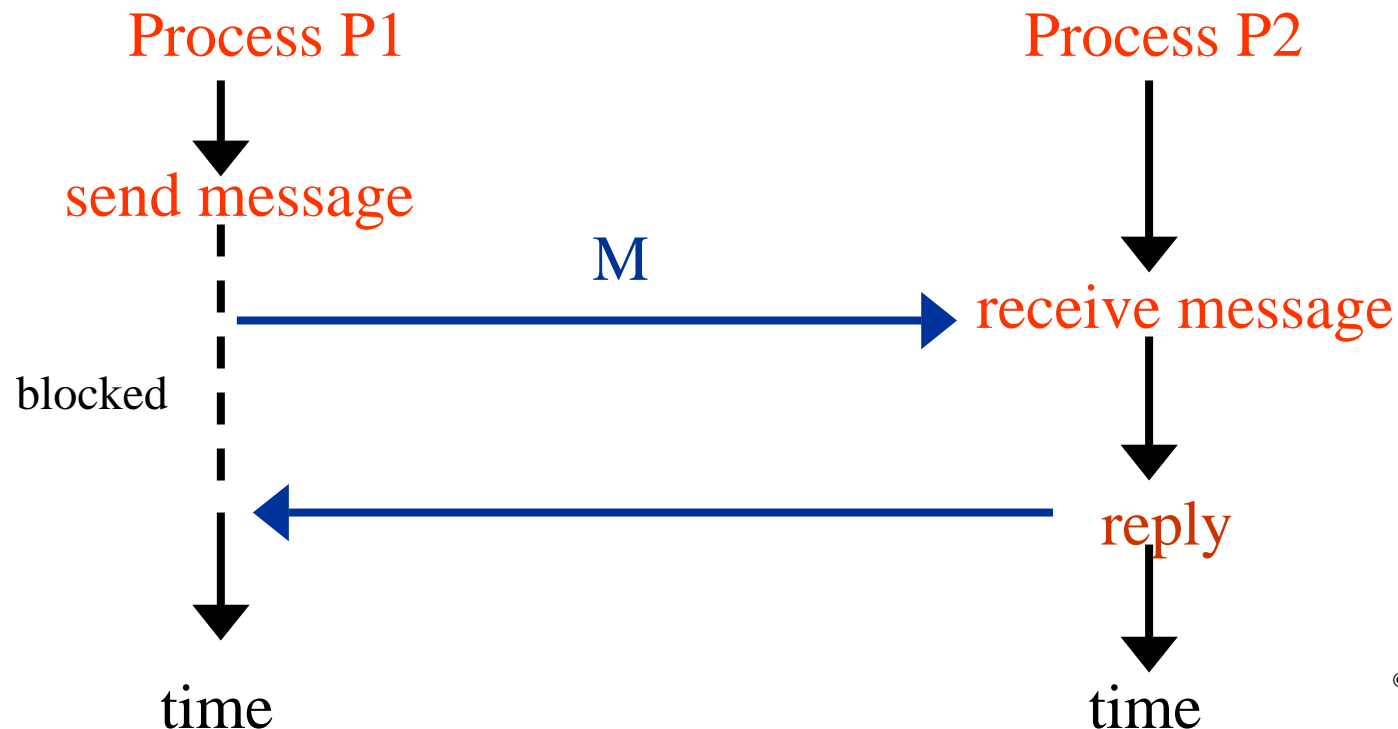 Process P1
Process P2
send message
M
receive message
blocked
reply
time
time
©